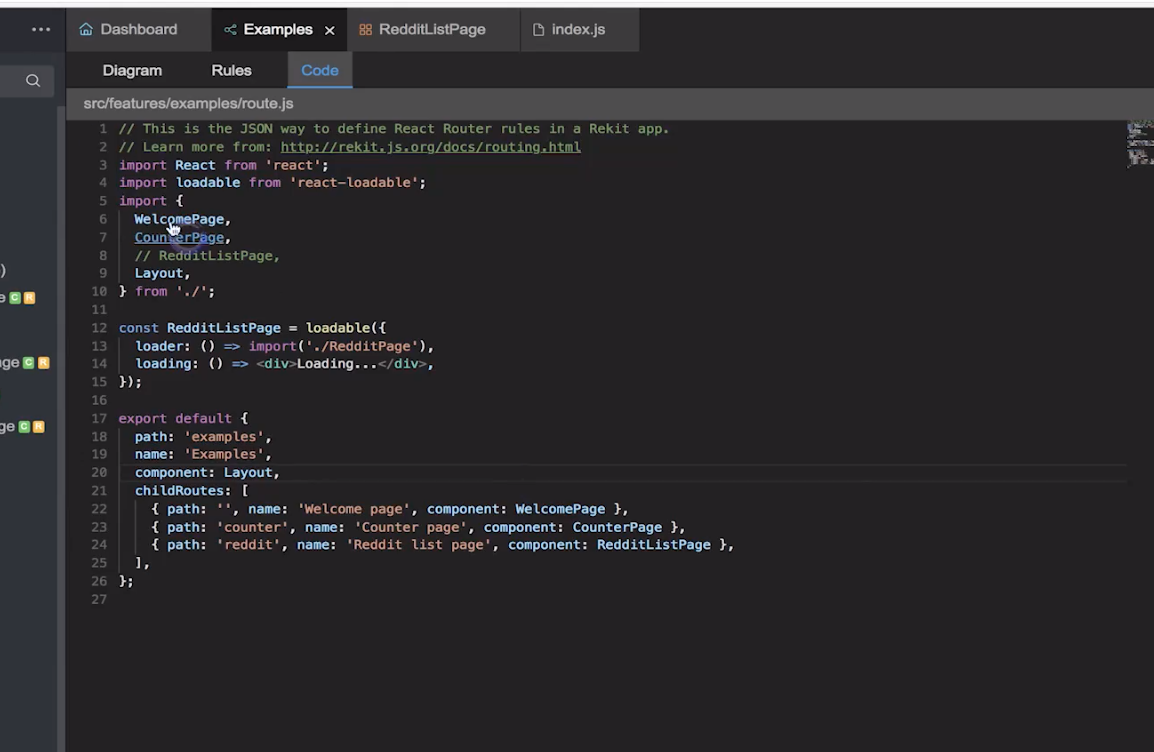 Dashboard Examples × RedditListPage index.js
Diagram Rules Code
src/features/examples/route.js
1 // This is the JSON way to define React Router rules in a Rekit app.
2 // Learn more from: http://rekit.js.org/docs/routing.html
3 import React from 'react';
4 import loadable from 'react-loadable';
5 import {
6 WelcomePage,
7 CounterPage,
8 // RedditListPage,
9 Layout,
10 } from './';
11
12 const RedditListPage = loadable({
13 loader: () => import('./RedditPage'),
14 loading: () => <div>Loading...</div>,
15 });
16
17 export default {
18 path: 'examples',
19 name: 'Examples',
20 component: Layout,
21 childRoutes: [
22 { path: '', name: 'Welcome page', component: WelcomePage },
23 { path: 'counter', name: 'Counter page', component: CounterPage },
24 { path: 'reddit', name: 'Reddit list page', component: RedditListPage },
25 ],
26 };
27
)
e C R
ge C R
ge C R